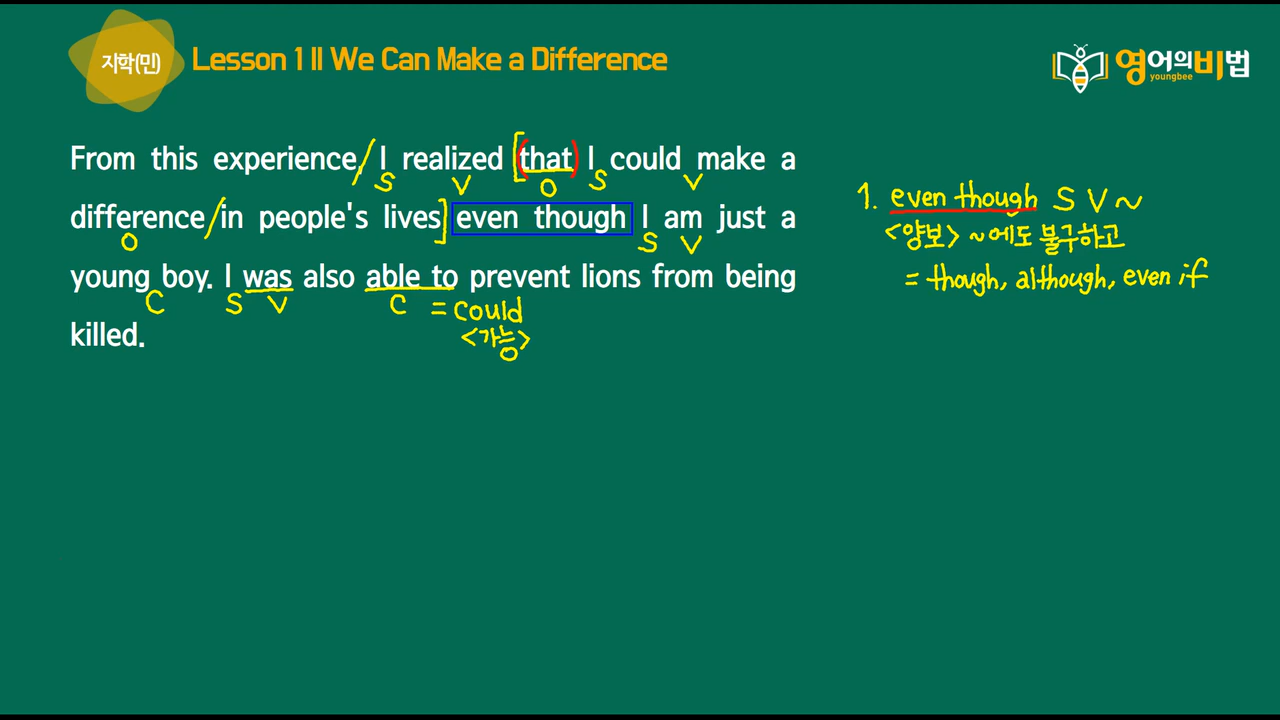 지학(민) Lesson 1 II We Can Make a Difference
영어의비법
youngbee
From this experience, I realized that I could make a
S V O S V
difference in people's lives even though I am just a
O S V
young boy. I was also able to prevent lions from being
C S V C = could
killed.
<가능>
O
1. even though S V ~
<양보> ~에도 불구하고
= though, although, even if